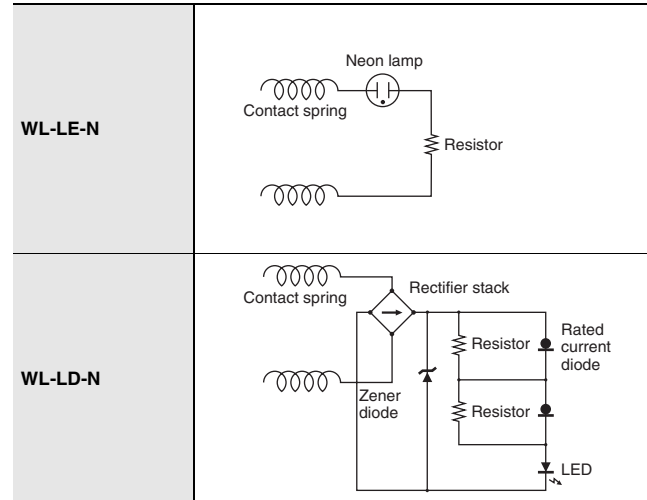 WL-LE-N
Neon lamp
Contact spring
Resistor
WL-LD-N
Contact spring
Rectifier stack
Resistor
Rated
current
diode
Zener
diode
Resistor
LED